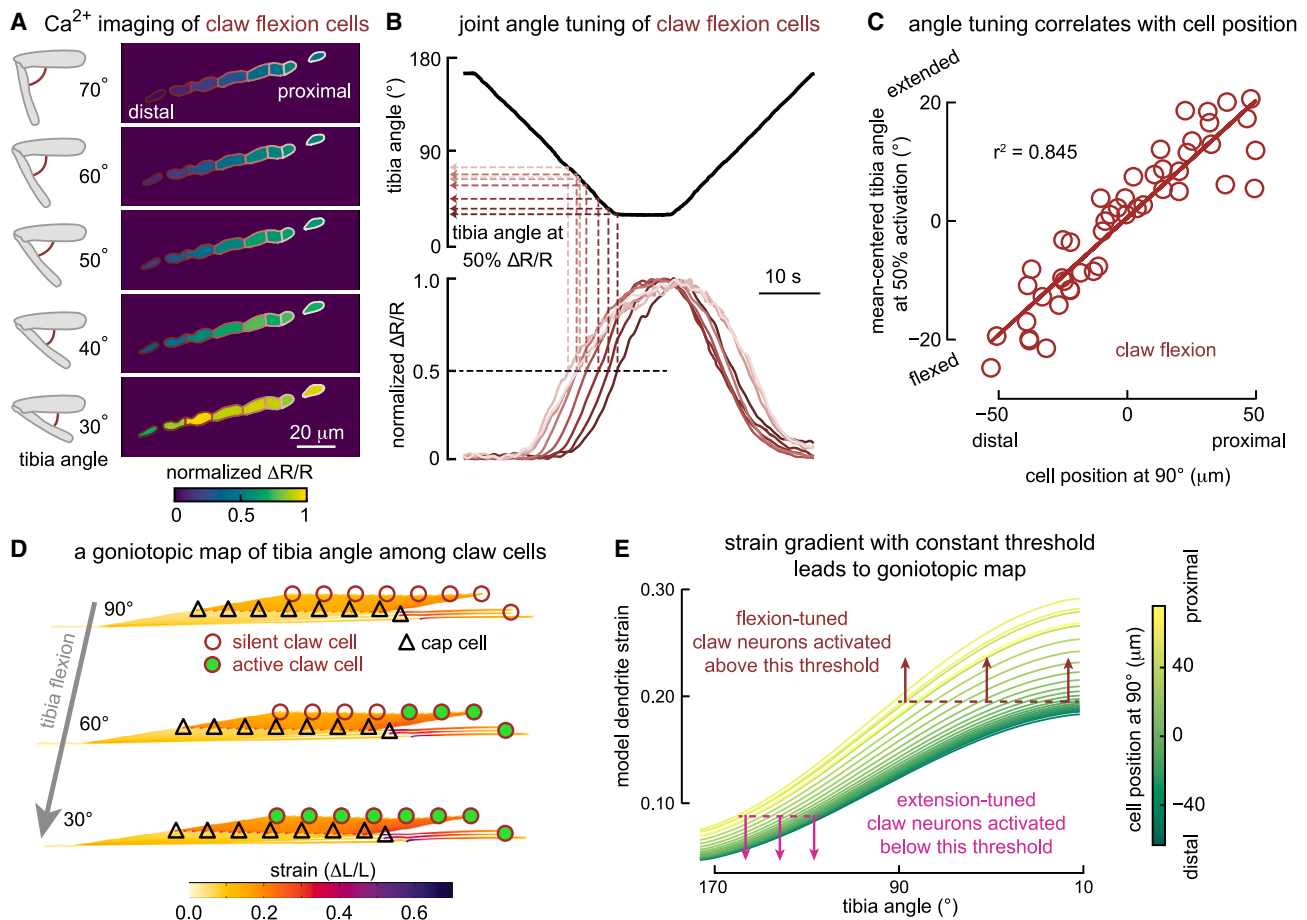 A Ca2+ imaging of claw flexion cells
70°
60°
50°
40°
30°
tibia angle
distal
proximal
20 μm
normalized ΔR/R
0 0.5 1
B joint angle tuning of claw flexion cells
180
90
0
tibia angle (°)
tibia angle at
50% ΔR/R
10 s
1.0
0.5
0
normalized ΔR/R
C angle tuning correlates with cell position
extended
20
0
−20
flexed
mean-centered tibia angle
at 50% activation (°)
r2 = 0.845
claw flexion
−50 0 50
distal proximal
cell position at 90° (μm)
D a goniotopic map of tibia angle among claw cells
90°
silent claw cell
cap cell
active claw cell
tibia flexion
60°
30°
strain (ΔL/L)
0.0 0.2 0.4 0.6
E strain gradient with constant threshold
leads to goniotopic map
0.30
0.20
0.10
model dendrite strain
flexion-tuned
claw neurons activated
above this threshold
extension-tuned
claw neurons activated
below this threshold
170 90 10
tibia angle (°)
proximal
40
0
−40
distal
cell position at 90° (μm)